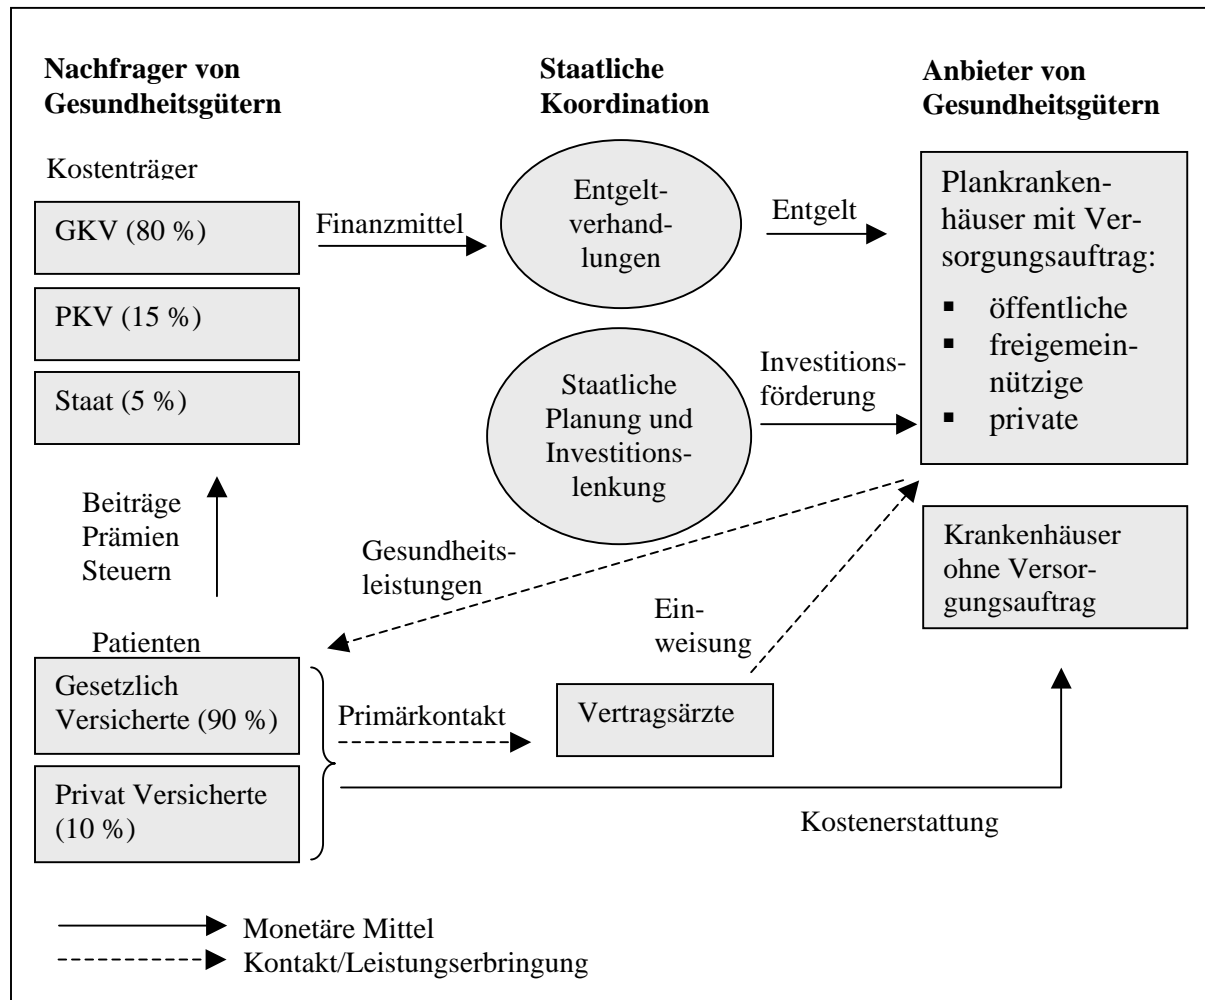 Nachfrager von
Gesundheitsgütern
Staatliche
Koordination
Anbieter von
Gesundheitsgütern
Kostenträger
GKV (80 %)
PKV (15 %)
Staat (5 %)
Finanzmittel
Entgelt-
verhand-
lungen
Entgelt
Plankranken-
häuser mit Ver-
sorgungsauftrag:
▪ öffentliche
▪ freigemein-
nützige
▪ private
Staatliche
Planung und
Investitions-
lenkung
Investitions-
förderung
Beiträge
Prämien
Steuern
Gesundheits-
leistungen
Ein-
weisung
Krankenhäuser
ohne Versor-
gungsauftrag
Patienten
Gesetzlich
Versicherte (90 %)
Privat Versicherte
(10 %)
Primärkontakt
Vertragsärzte
Kostenerstattung
Monetäre Mittel
Kontakt/Leistungserbringung